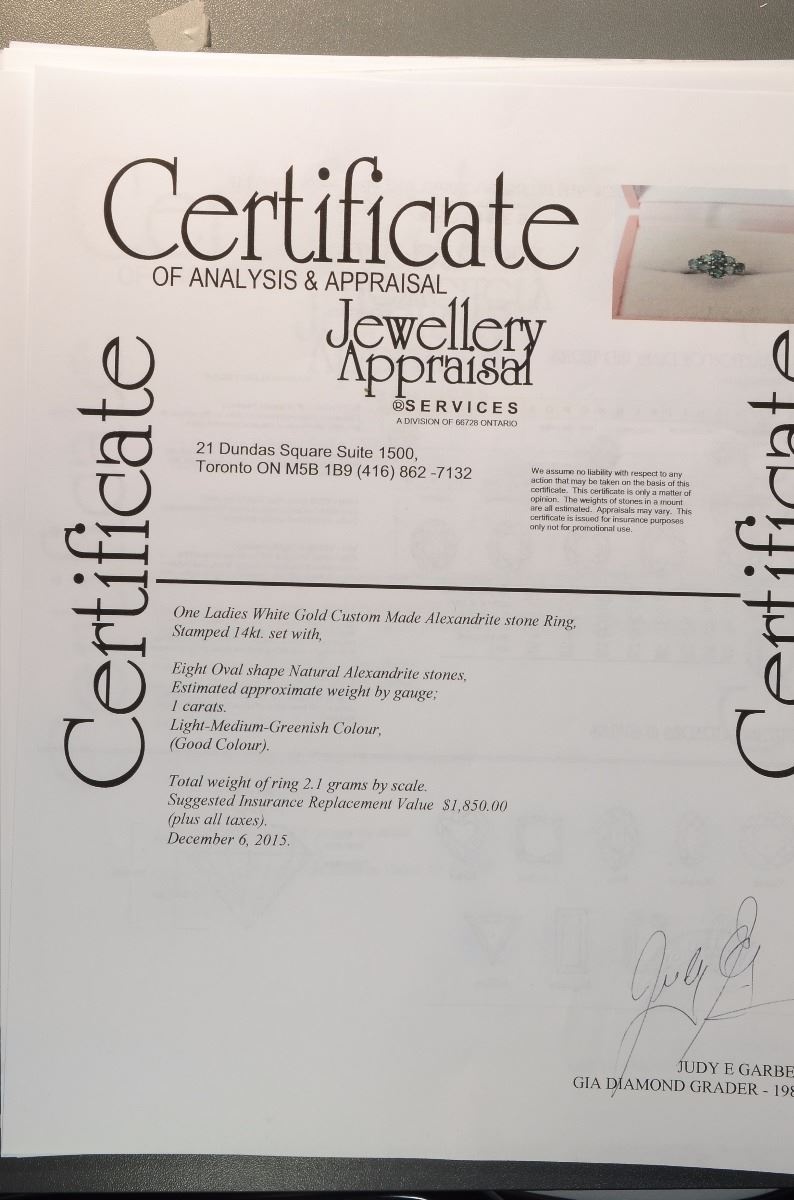 Certificate
OF ANALYSIS & APPRAISAL
Jewellery
Appraisal
®SERVICES
A DIVISION OF 66728 ONTARIO
21 Dundas Square Suite 1500,
Toronto ON M5B 1B9 (416) 862 -7132
We assume no liability with respect to any
action that may be taken on the basis of this
certificate. This certificate is only a matter of
opinion. The weights of stones in a mount
are all estimated. Appraisals may vary. This
certificate is issued for insurance purposes
only not for promotional use.
Certificate
Certificate
One Ladies White Gold Custom Made Alexandrite stone Ring,
Stamped 14kt. set with,
Eight Oval shape Natural Alexandrite stones,
Estimated approximate weight by gauge;
1 carats.
Light-Medium-Greenish Colour,
(Good Colour).
Total weight of ring 2.1 grams by scale.
Suggested Insurance Replacement Value $1,850.00
(plus all taxes).
December 6, 2015.
JUDY E GARBE
GIA DIAMOND GRADER - 198